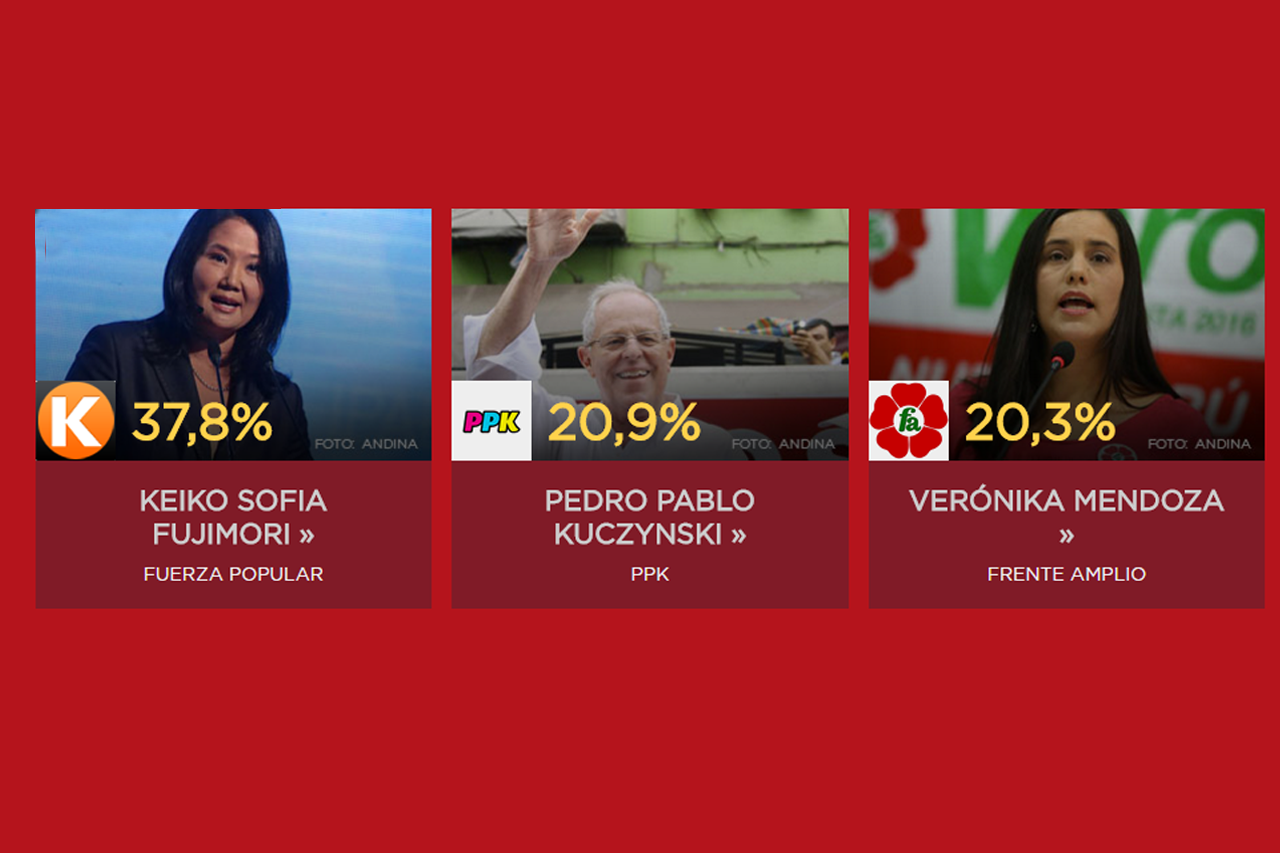 K
37,8%
FOTO: ANDINA
KEIKO SOFIA
FUJIMORI »
FUERZA POPULAR
PPK
20,9%
FOTO: ANDINA
PEDRO PABLO
KUCZYNSKI »
PPK
2016
fa
20,3%
FOTO: ANDINA
VERÓNIKA MENDOZA
»
FRENTE AMPLIO